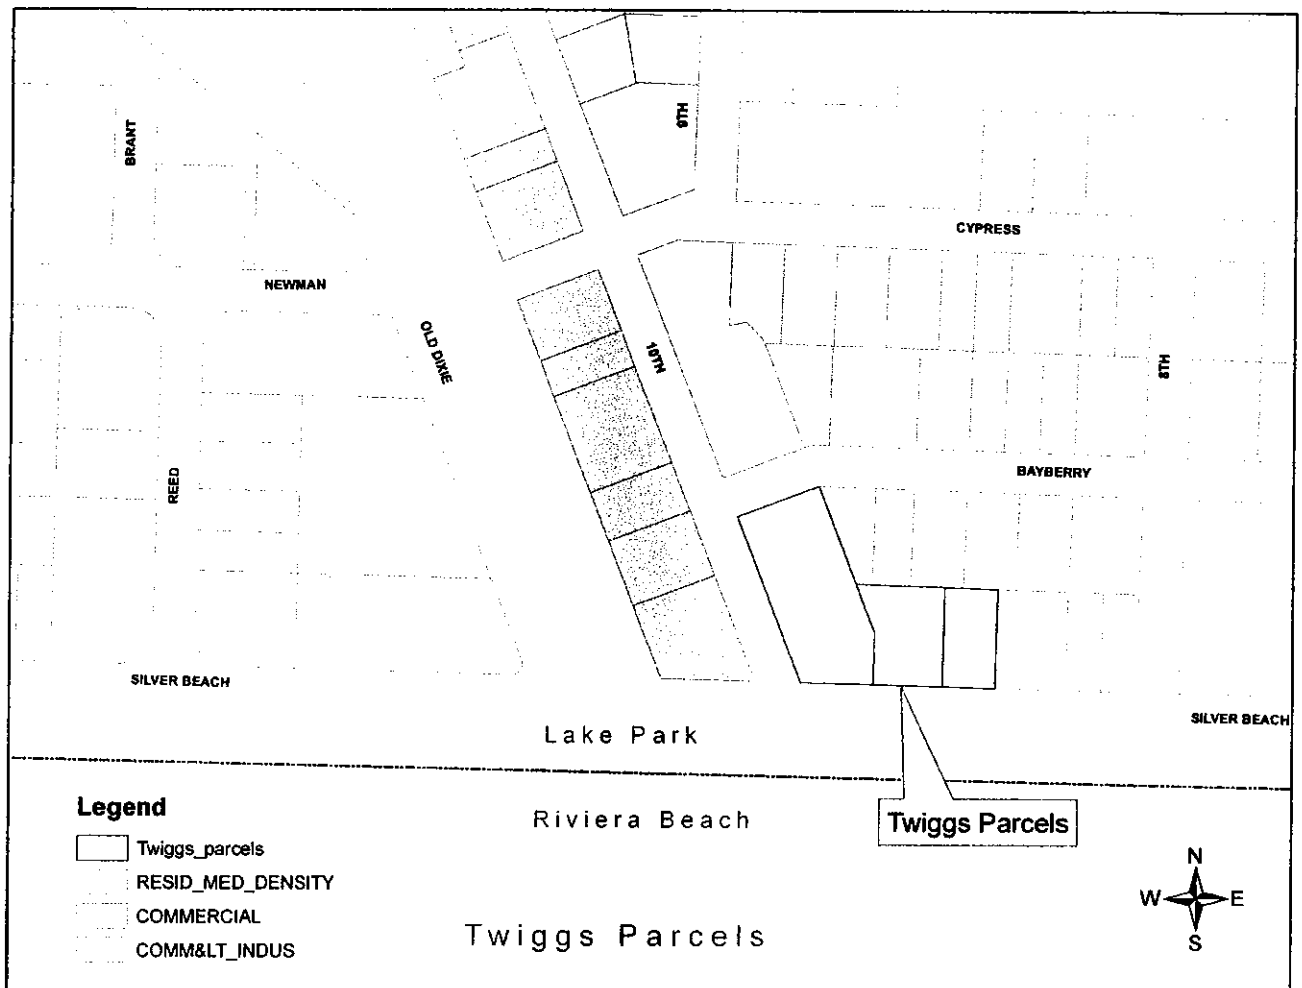 BRANT
9TH
CYPRESS
NEWMAN
OLD DIXIE
10TH
8TH
REED
BAYBERRY
SILVER BEACH
SILVER BEACH
Lake Park
Riviera Beach
Twiggs Parcels
Legend
Twiggs_parcels
RESID_MED_DENSITY
COMMERCIAL
COMM&LT_INDUS
Twiggs Parcels
N
W E
S